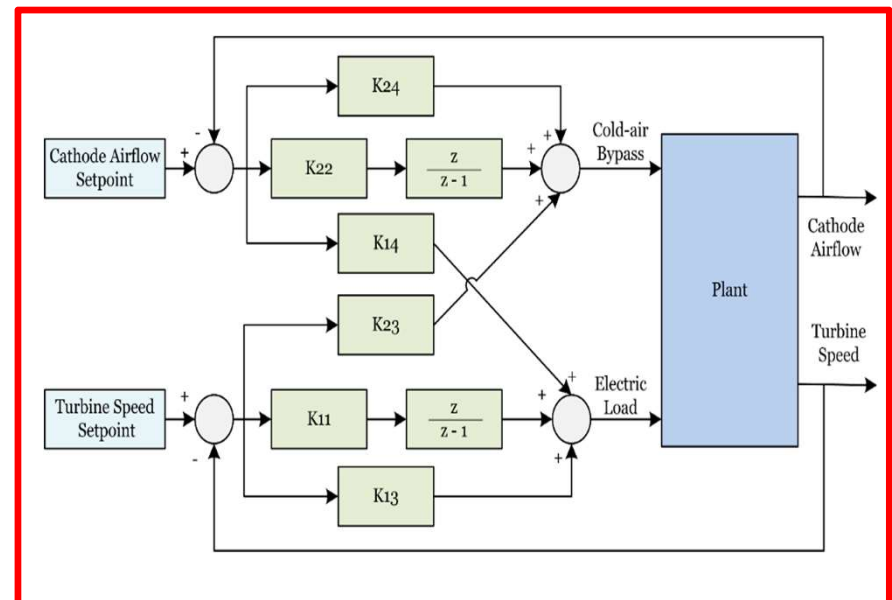 K24
-
+
+
Cathode Airflow
Setpoint
K22
z
z - 1
+
+
Cold-air
Bypass
K14
Cathode
Airflow
Plant
K23
Turbine
Speed
+
+
Electric
Load
Turbine Speed
Setpoint
K11
z
z - 1
+
-
+
K13